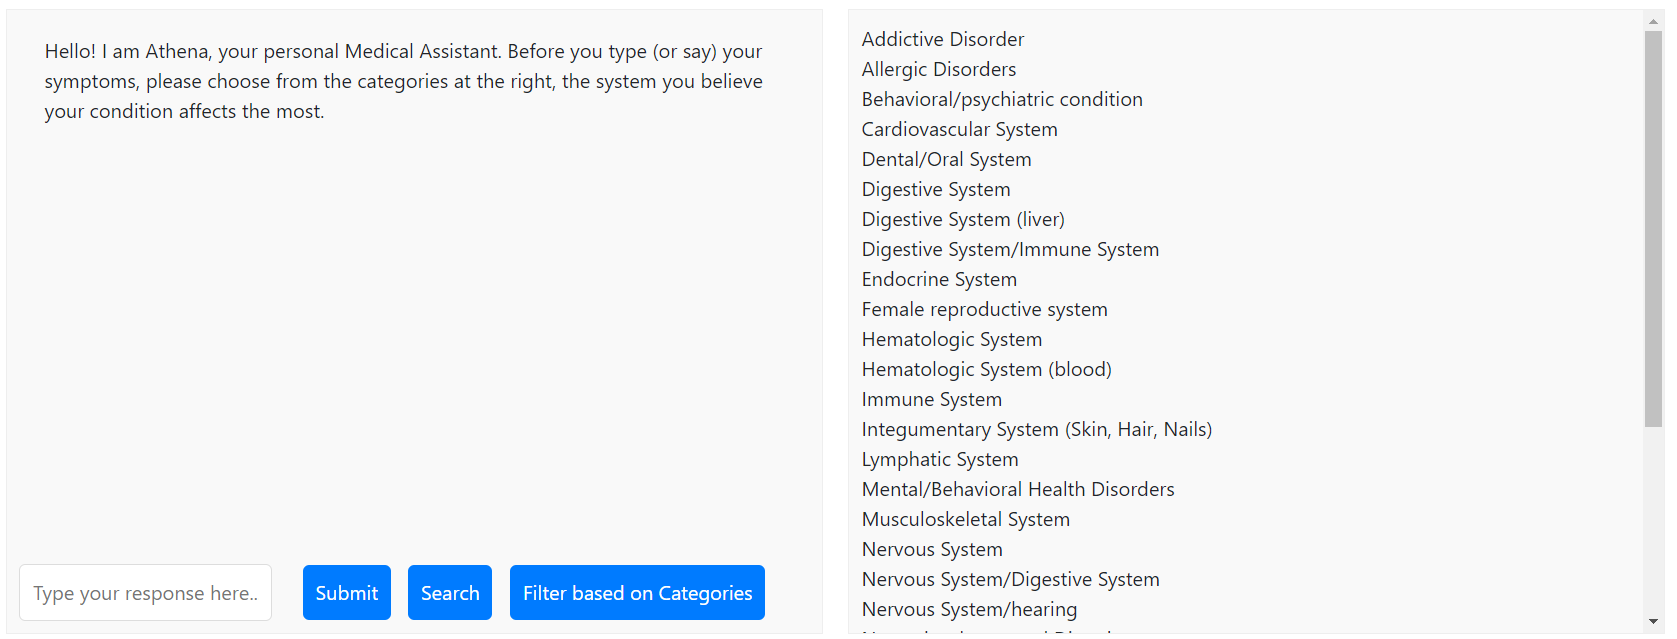 Hello! I am Athena, your personal Medical Assistant. Before you type (or say) your
symptoms, please choose from the categories at the right, the system you believe
your condition affects the most.
Type your response here..
Submit
Search
Filter based on Categories
Addictive Disorder
Allergic Disorders
Behavioral/psychiatric condition
Cardiovascular System
Dental/Oral System
Digestive System
Digestive System (liver)
Digestive System/Immune System
Endocrine System
Female reproductive system
Hematologic System
Hematologic System (blood)
Immune System
Integumentary System (Skin, Hair, Nails)
Lymphatic System
Mental/Behavioral Health Disorders
Musculoskeletal System
Nervous System
Nervous System/Digestive System
Nervous System/hearing